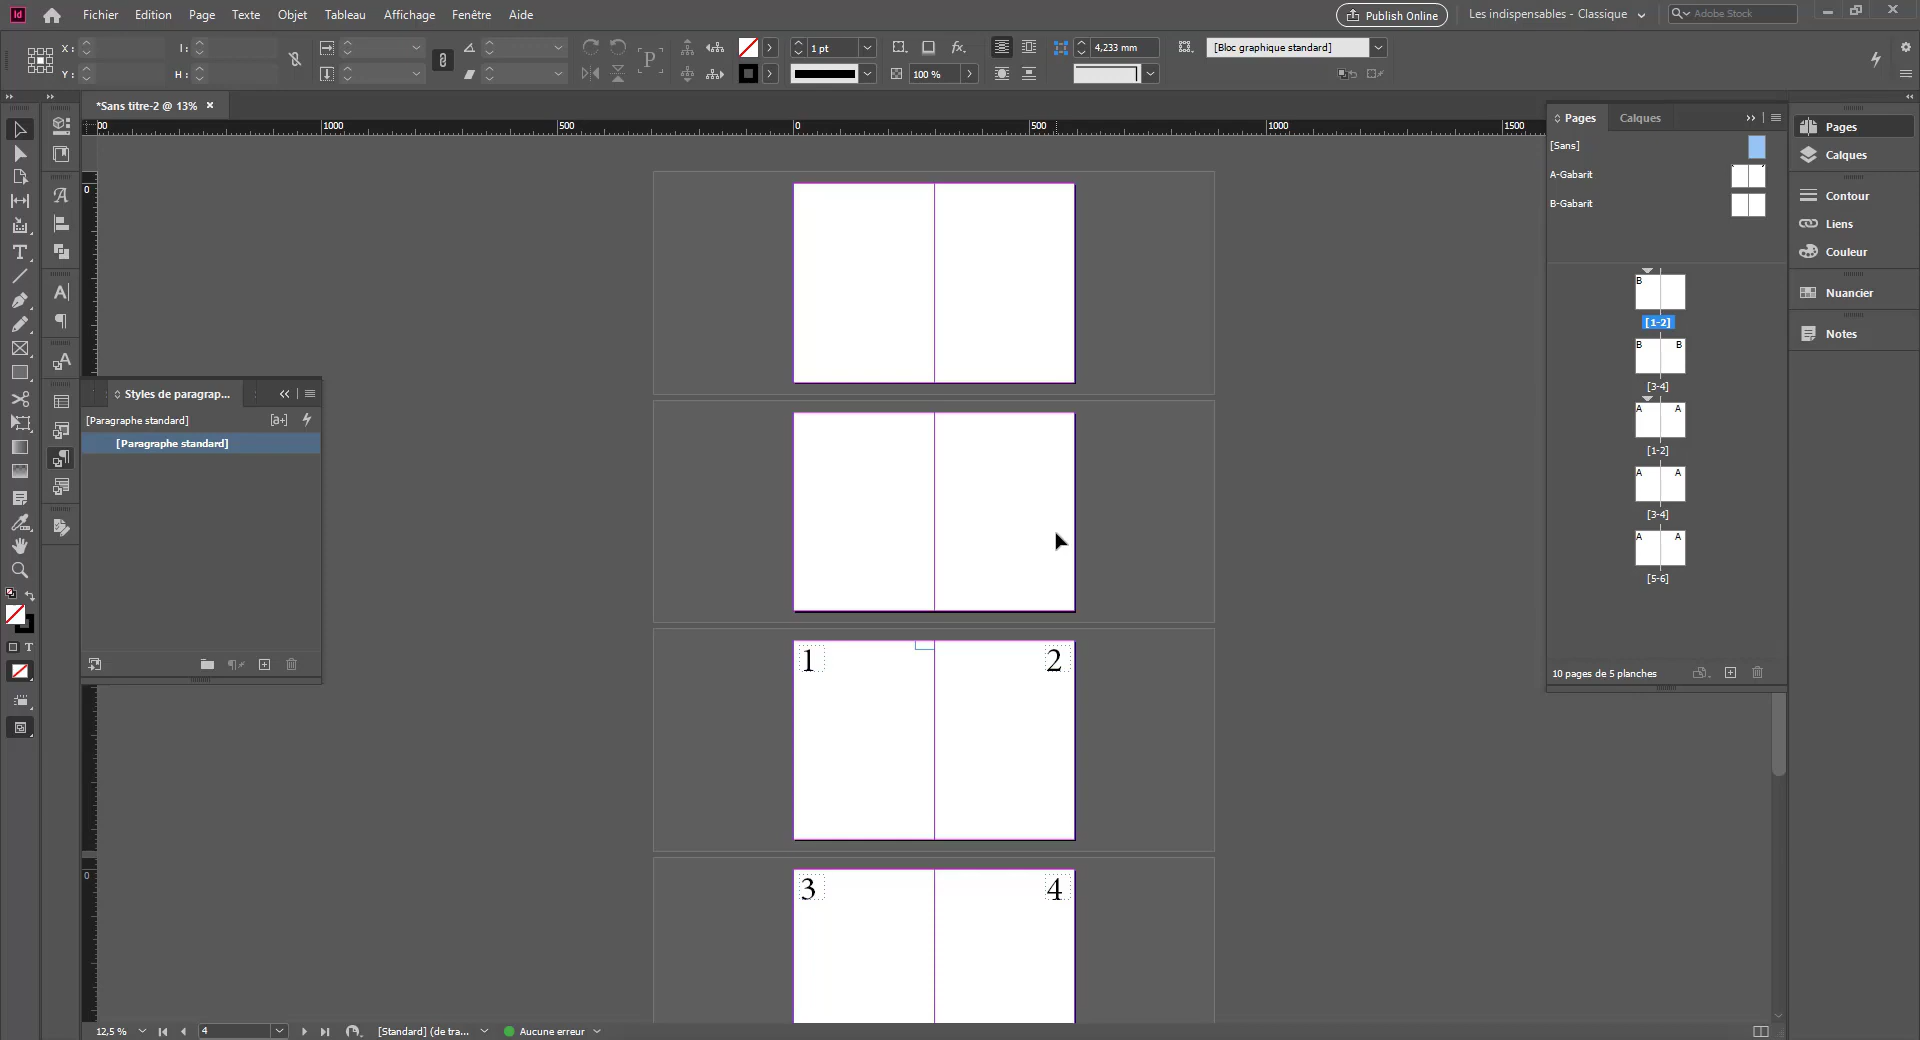 Id
Fichier Edition Page Texte Objet Tableau Affichage Fenêtre Aide
Publish Online
Les indispensables - Classique
Adobe Stock
X :
Y :
I :
H :
P
1 pt
100 %
fx.
4,233 mm
[Bloc graphique standard]
*Sans titre-2 @ 13% ×
00 1000 500 0 500 1000 1500
0
0
Styles de paragrap...
[Paragraphe standard]
[a+]
[Paragraphe standard]
1 2
3 4
Pages Calques
[Sans]
A-Gabarit
B-Gabarit
B
[1-2]
B B
[3-4]
A A
[1-2]
A A
[3-4]
A A
[5-6]
10 pages de 5 planches
Pages
Calques
Contour
Liens
Couleur
Nuancier
Notes
12,5 %
4
[Standard] (de tra...
Aucune erreur